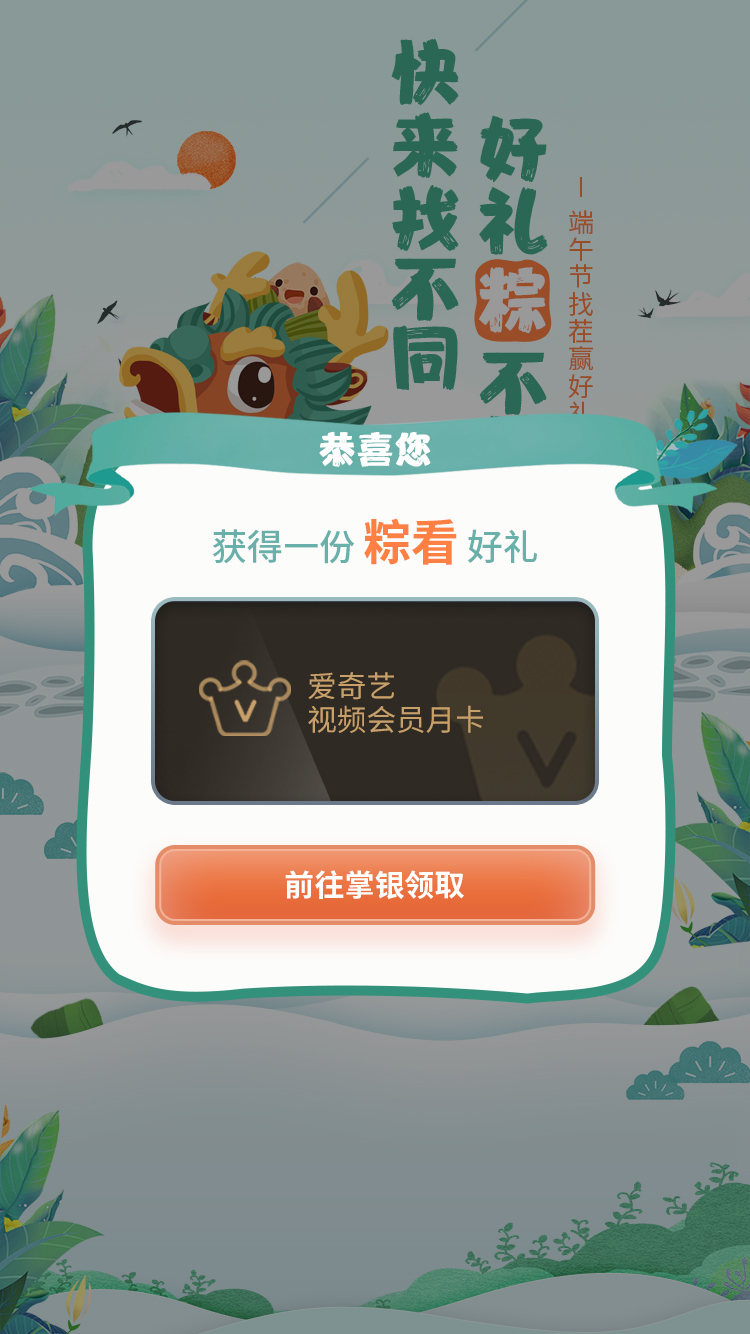 好礼粽不
快来找不同
端午节找茬赢好礼
恭喜您
获得一份 粽看 好礼
爱奇艺
视频会员月卡
前往掌银领取